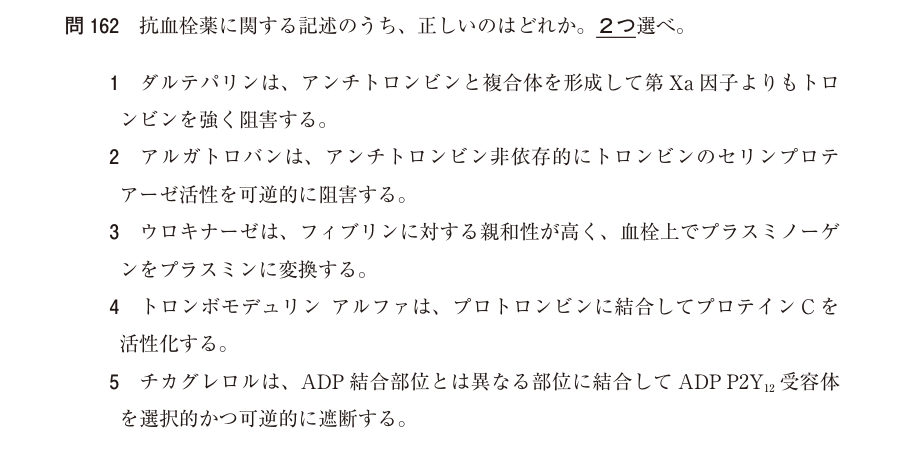 問 162 抗血栓薬に関する記述のうち、正しいのはどれか。２つ選べ。
1 ダルテパリンは、アンチトロンビンと複合体を形成して第 Xa 因子よりもトロ
ンビンを強く阻害する。
2 アルガトロバンは、アンチトロンビン非依存的にトロンビンのセリンプロテ
アーゼ活性を可逆的に阻害する。
3 ウロキナーゼは、フィブリンに対する親和性が高く、血栓上でプラスミノーゲ
ンをプラスミンに変換する。
4 トロンボモデュリン アルファは、プロトロンビンに結合してプロテイン C を
活性化する。
5 チカグレロルは、ADP 結合部位とは異なる部位に結合して ADP P2Y₁₂ 受容体
を選択的かつ可逆的に遮断する。